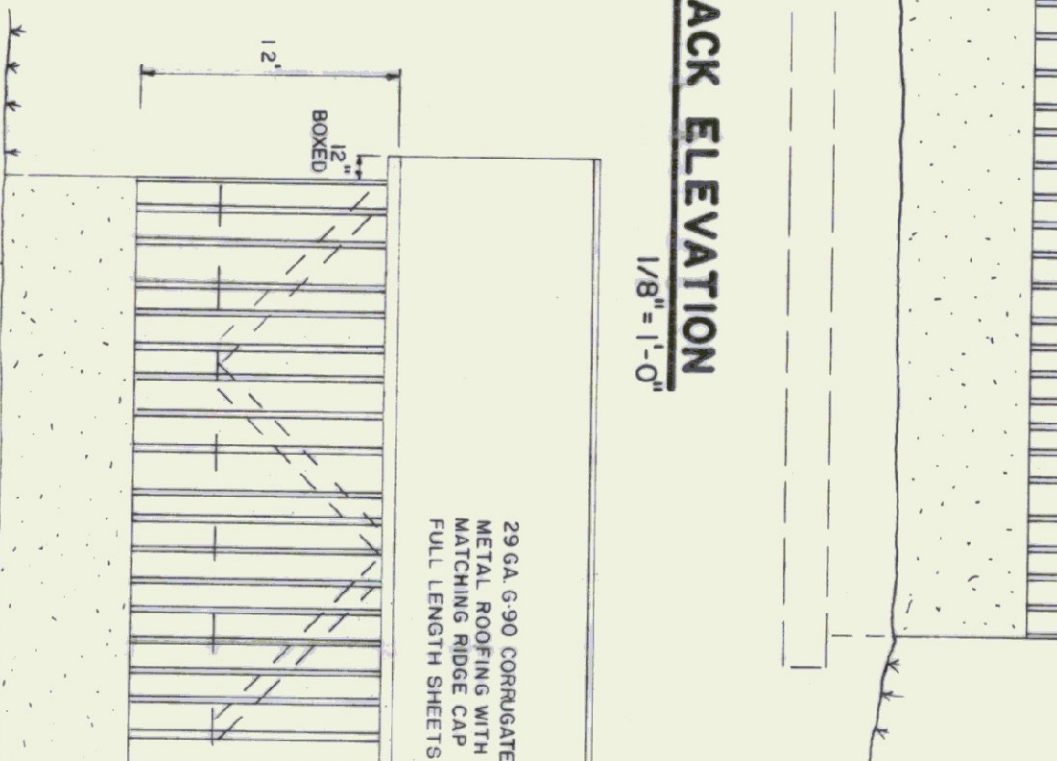 ACK ELEVATION
1/8" = 1'-0"
12'
12"
BOXED
29 GA. G-90 CORRUGATE
METAL ROOFING WITH
MATCHING RIDGE CAP
FULL LENGTH SHEETS